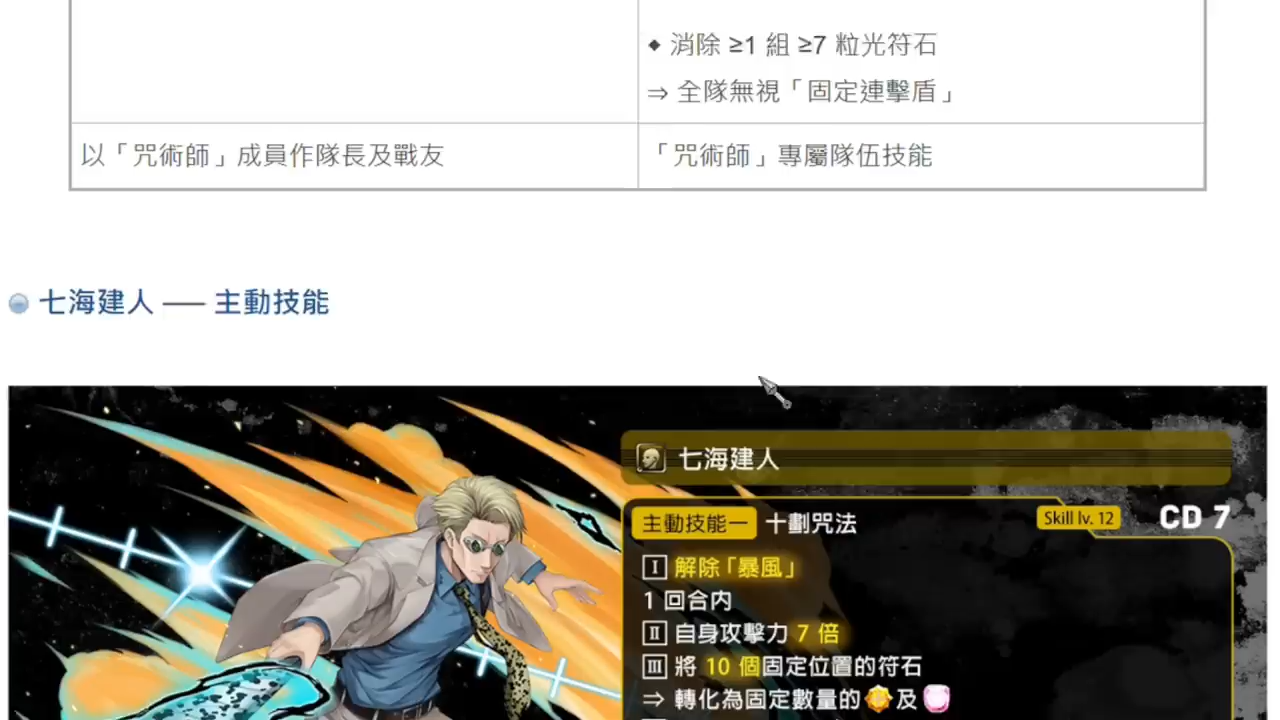 ◆ 消除 ≥1 組 ≥7 粒光符石
⇒ 全隊無視「固定連擊盾」
以「咒術師」成員作隊長及戰友
「咒術師」專屬隊伍技能
七海建人 —— 主動技能
七海建人
主動技能一 十劃咒法
Skill lv. 12
CD 7
I 解除「暴風」
1 回合内
II 自身攻擊力 7 倍
III 將 10 個固定位置的符石
⇒ 轉化為固定數量的及